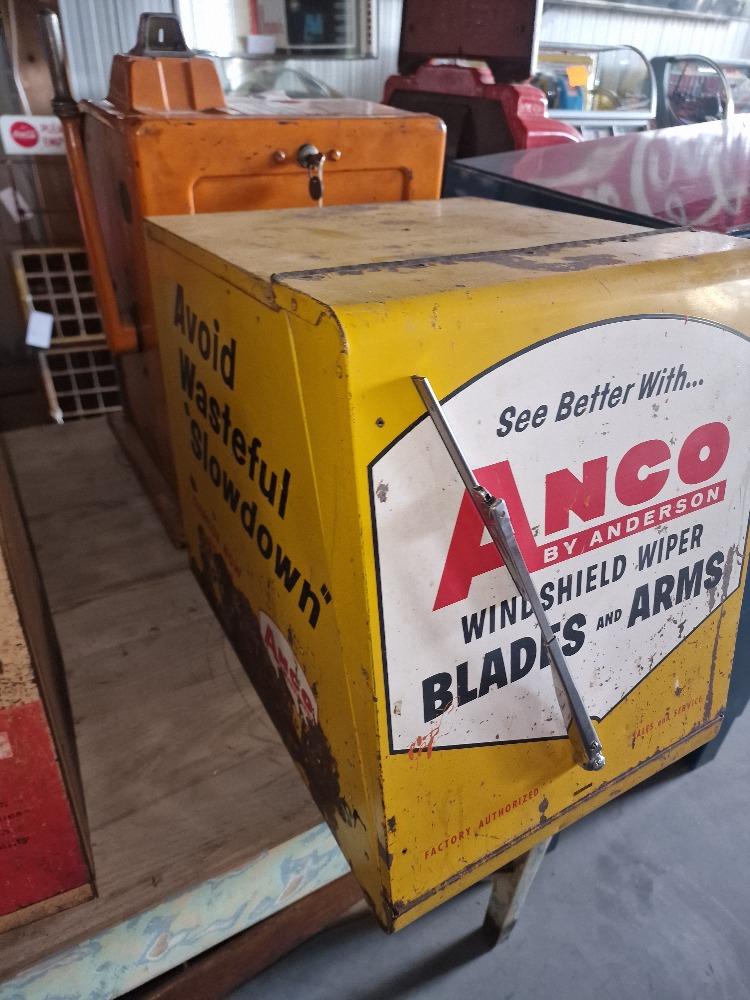 Avoid
Wasteful
"Slowdown"
ANCO
See Better With...
ANCO
BY ANDERSON
WINDSHIELD WIPER
BLADES AND ARMS
SALES and SERVICE
FACTORY AUTHORIZED